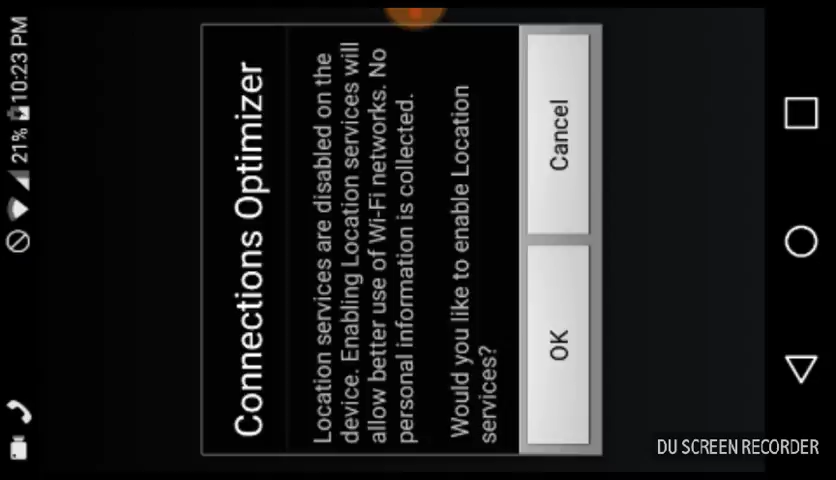 21% 10:23 PM
Connections Optimizer
Location services are disabled on the
device. Enabling Location services will
allow better use of Wi-Fi networks. No
personal information is collected.
Would you like to enable Location
services?
OK
Cancel
DU SCREEN RECORDER